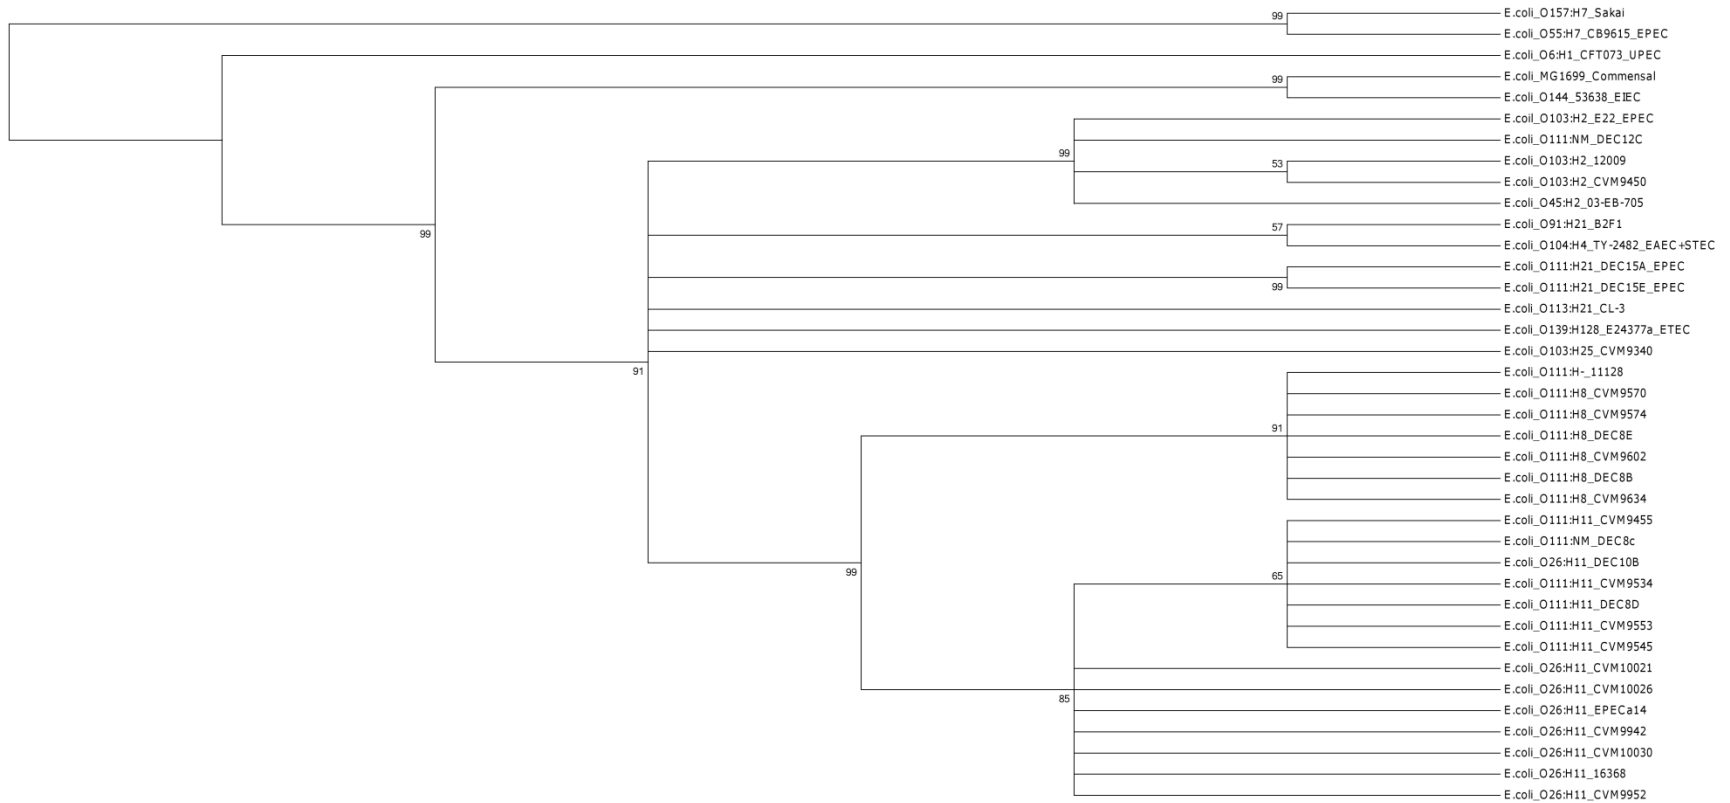 99
E.coli_O157:H7_Sakai
E.coli_O55:H7_CB9615_EPEC
E.coli_O6:H1_CFT073_UPEC
99
E.coli_MG1699_Commensal
E.coli_O144_53638_EIEC
E.coil_O103:H2_E22_EPEC
E.coli_O111:NM_DEC12C
99
53
E.coli_O103:H2_12009
E.coli_O103:H2_CVM9450
E.coli_O45:H2_03-EB-705
57
E.coli_O91:H21_B2F1
99
E.coli_O104:H4_TY-2482_EAEC+STEC
E.coli_O111:H21_DEC15A_EPEC
99
E.coli_O111:H21_DEC15E_EPEC
E.coli_O113:H21_CL-3
E.coli_O139:H128_E24377a_ETEC
E.coli_O103:H25_CVM9340
91
E.coli_O111:H-_11128
E.coli_O111:H8_CVM9570
E.coli_O111:H8_CVM9574
91
E.coli_O111:H8_DEC8E
E.coli_O111:H8_CVM9602
E.coli_O111:H8_DEC8B
E.coli_O111:H8_CVM9634
E.coli_O111:H11_CVM9455
E.coli_O111:NM_DEC8c
E.coli_O26:H11_DEC10B
99
65
E.coli_O111:H11_CVM9534
E.coli_O111:H11_DEC8D
E.coli_O111:H11_CVM9553
E.coli_O111:H11_CVM9545
E.coli_O26:H11_CVM10021
E.coli_O26:H11_CVM10026
85
E.coli_O26:H11_EPECa14
E.coli_O26:H11_CVM9942
E.coli_O26:H11_CVM10030
E.coli_O26:H11_16368
E.coli_O26:H11_CVM9952